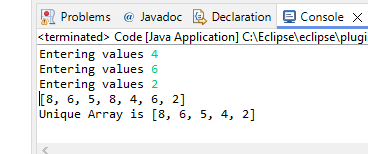 Problems @ Javadoc Declaration Console
<terminated> Code [Java Application] C:\Eclipse\eclipse\plugin
Entering values 4
Entering values 6
Entering values 2
[8, 6, 5, 8, 4, 6, 2]
Unique Array is [8, 6, 5, 4, 2]